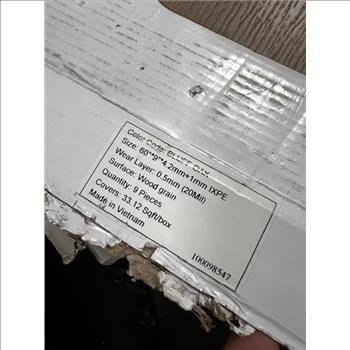 Color Code: BLUFF OAK
Size: 60"*9"*4.2mm+1mm IXPE
Wear Layer: 0.5mm (20Mil)
Surface: Wood grain
Quantity: 9 Pieces
Covers: 33.12 Sqft/box
Made in Vietnam
100098547